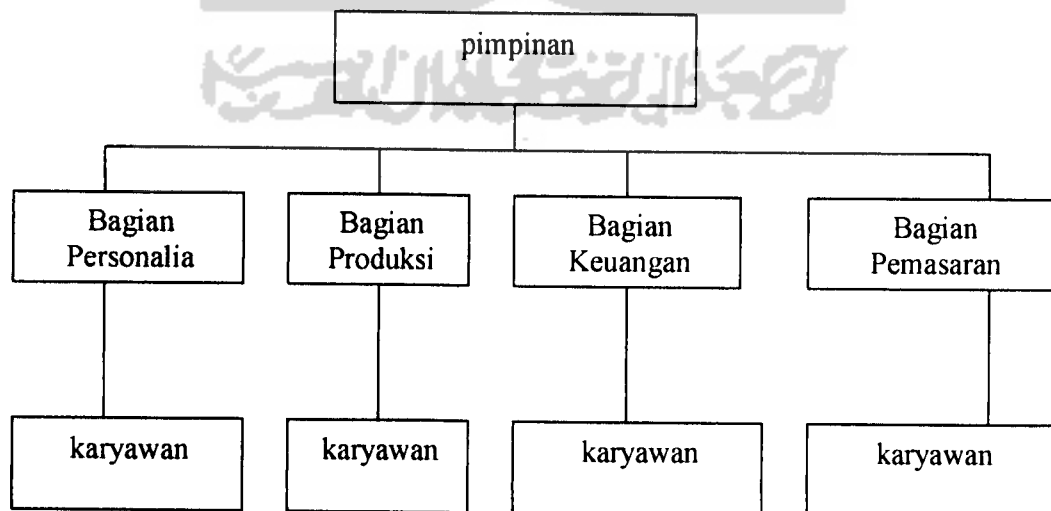 pimpinan
Bagian
Personalia
Bagian
Produksi
Bagian
Keuangan
Bagian
Pemasaran
karyawan
karyawan
karyawan
karyawan